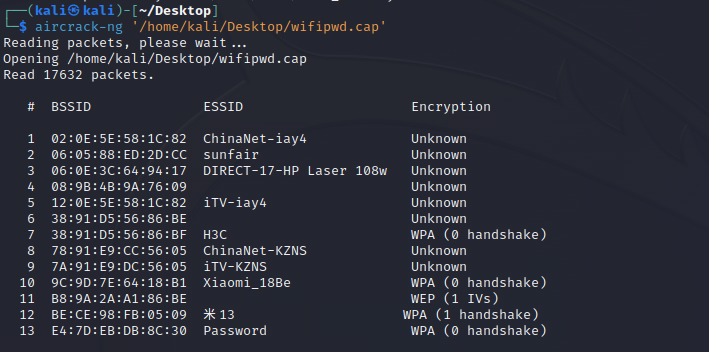 ┌──(kali㉿kali)-[~/Desktop]
└─$ aircrack-ng '/home/kali/Desktop/wifipwd.cap'
Reading packets, please wait...
Opening /home/kali/Desktop/wifipwd.cap
Read 17632 packets.
# BSSID ESSID Encryption
1 02:0E:5E:58:1C:82 ChinaNet-iay4 Unknown
2 06:05:88:ED:2D:CC sunfair Unknown
3 06:0E:3C:64:94:17 DIRECT-17-HP Laser 108w Unknown
4 08:9B:4B:9A:76:09 Unknown
5 12:0E:5E:58:1C:82 iTV-iay4 Unknown
6 38:91:D5:56:86:BE Unknown
7 38:91:D5:56:86:BF H3C WPA (0 handshake)
8 78:91:E9:CC:56:05 ChinaNet-KZNS Unknown
9 7A:91:E9:DC:56:05 iTV-KZNS Unknown
10 9C:9D:7E:64:18:B1 Xiaomi_18Be WPA (0 handshake)
11 B8:9A:2A:A1:86:BE WEP (1 IVs)
12 BE:CE:98:FB:05:09 米13 WPA (1 handshake)
13 E4:7D:EB:DB:8C:30 Password WPA (0 handshake)